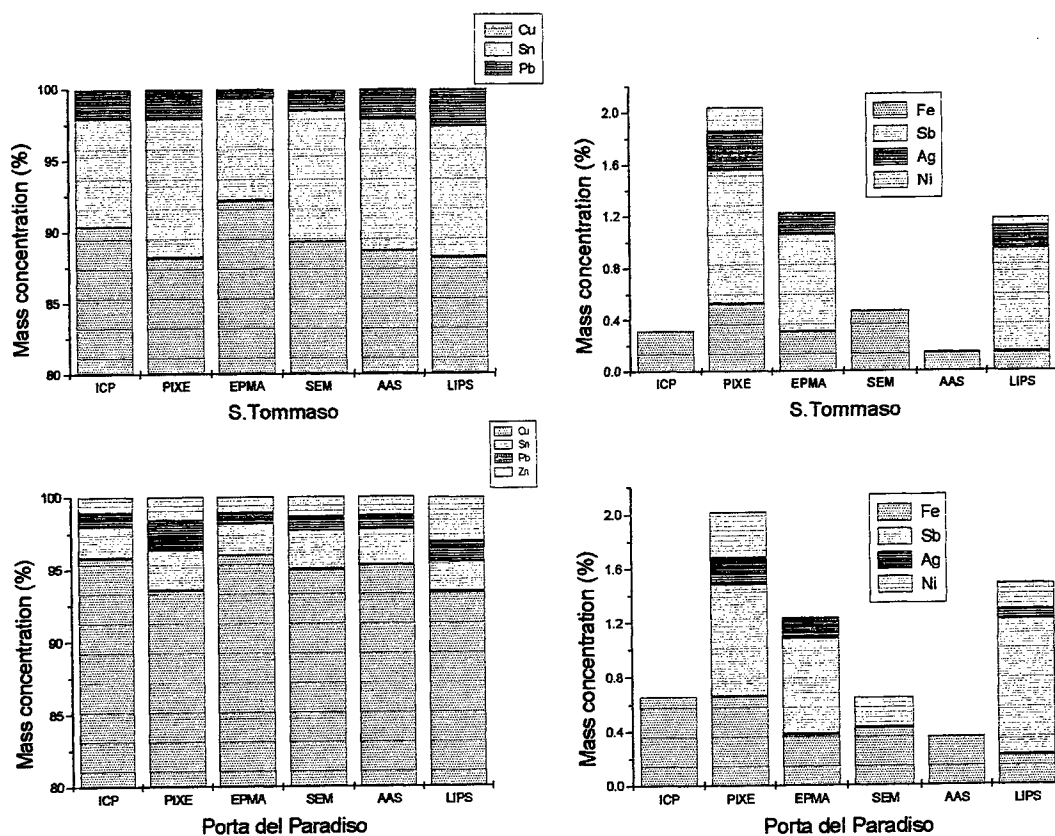 Cu
Sn
Pb
Mass concentration (%)
100
95
90
85
80
ICP PIXE EPMA SEM AAS LIPS
S.Tommaso
Fe
Sb
Ag
Ni
Mass concentration (%)
2.0
1.6
1.2
0.8
0.4
0.0
ICP PIXE EPMA SEM AAS LIPS
S.Tommaso
Cu
Sn
Pb
Zn
Mass concentration (%)
100
95
90
85
80
ICP PIXE EPMA SEM AAS LIPS
Porta del Paradiso
Fe
Sb
Ag
Ni
Mass concentration (%)
2.0
1.6
1.2
0.8
0.4
0.0
ICP PIXE EPMA SEM AAS LIPS
Porta del Paradiso